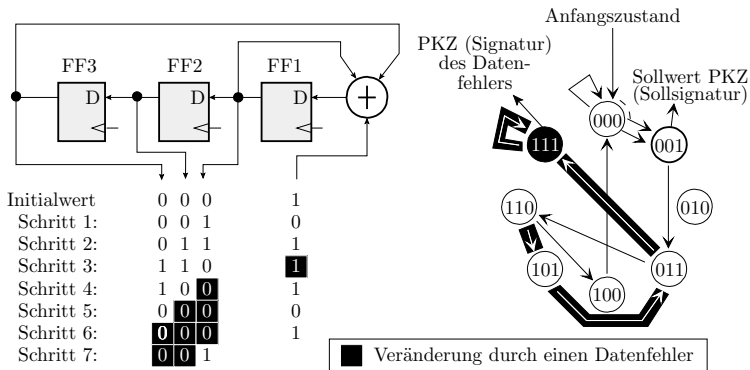 Anfangszustand
PKZ (Signatur)
des Daten-
fehlers
Sollwert PKZ
(Sollsignatur)
FF3 FF2 FF1
D D D +
000
111 001
110 010
101 011
100
Initialwert 0 0 0 1
Schritt 1: 0 0 1 0
Schritt 2: 0 1 1 1
Schritt 3: 1 1 0 1
Schritt 4: 1 0 0 1
Schritt 5: 0 0 0 0
Schritt 6: 0 0 0 1
Schritt 7: 0 0 1
Veränderung durch einen Datenfehler